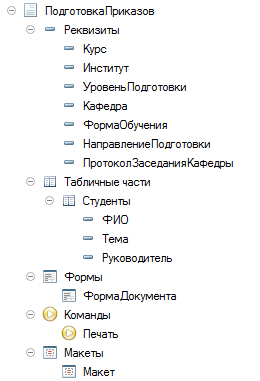 ПодготовкаПриказов
Реквизиты
Курс
Институт
УровеньПодготовки
Кафедра
ФормаОбучения
НаправлениеПодготовки
ПротоколЗаседанияКафедры
Табличные части
Студенты
ФИО
Тема
Руководитель
Формы
ФормаДокумента
Команды
Печать
Макеты
Макет